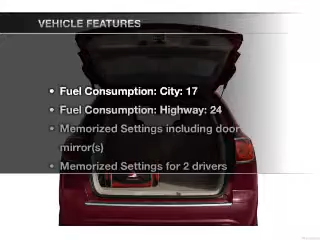 VEHICLE FEATURES
• Fuel Consumption: City: 17
• Fuel Consumption: Highway: 24
• Memorized Settings including door
mirror(s)
• Memorized Settings for 2 drivers